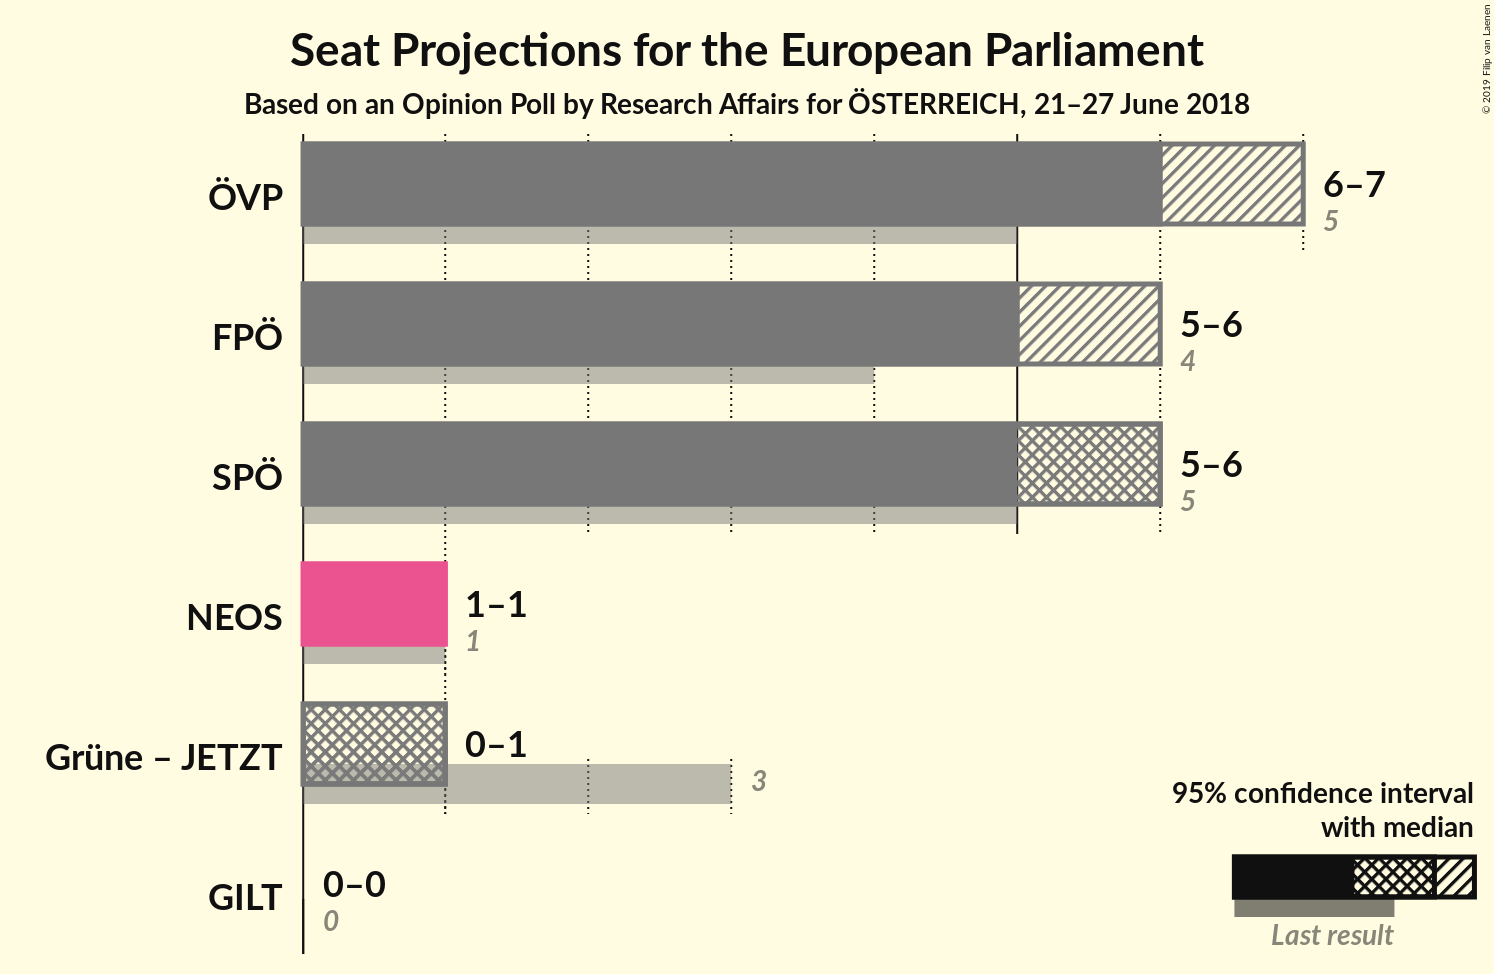 Seat Projections for the European Parliament
Based on an Opinion Poll by Research Affairs for ÖSTERREICH, 21–27 June 2018
© 2019 Filip van Laenen
ÖVP
6–7
5
FPÖ
5–6
4
SPÖ
5–6
5
NEOS
1–1
1
Grüne – JETZT
0–1
3
GILT
0–0
0
95% confidence interval
with median
Last result